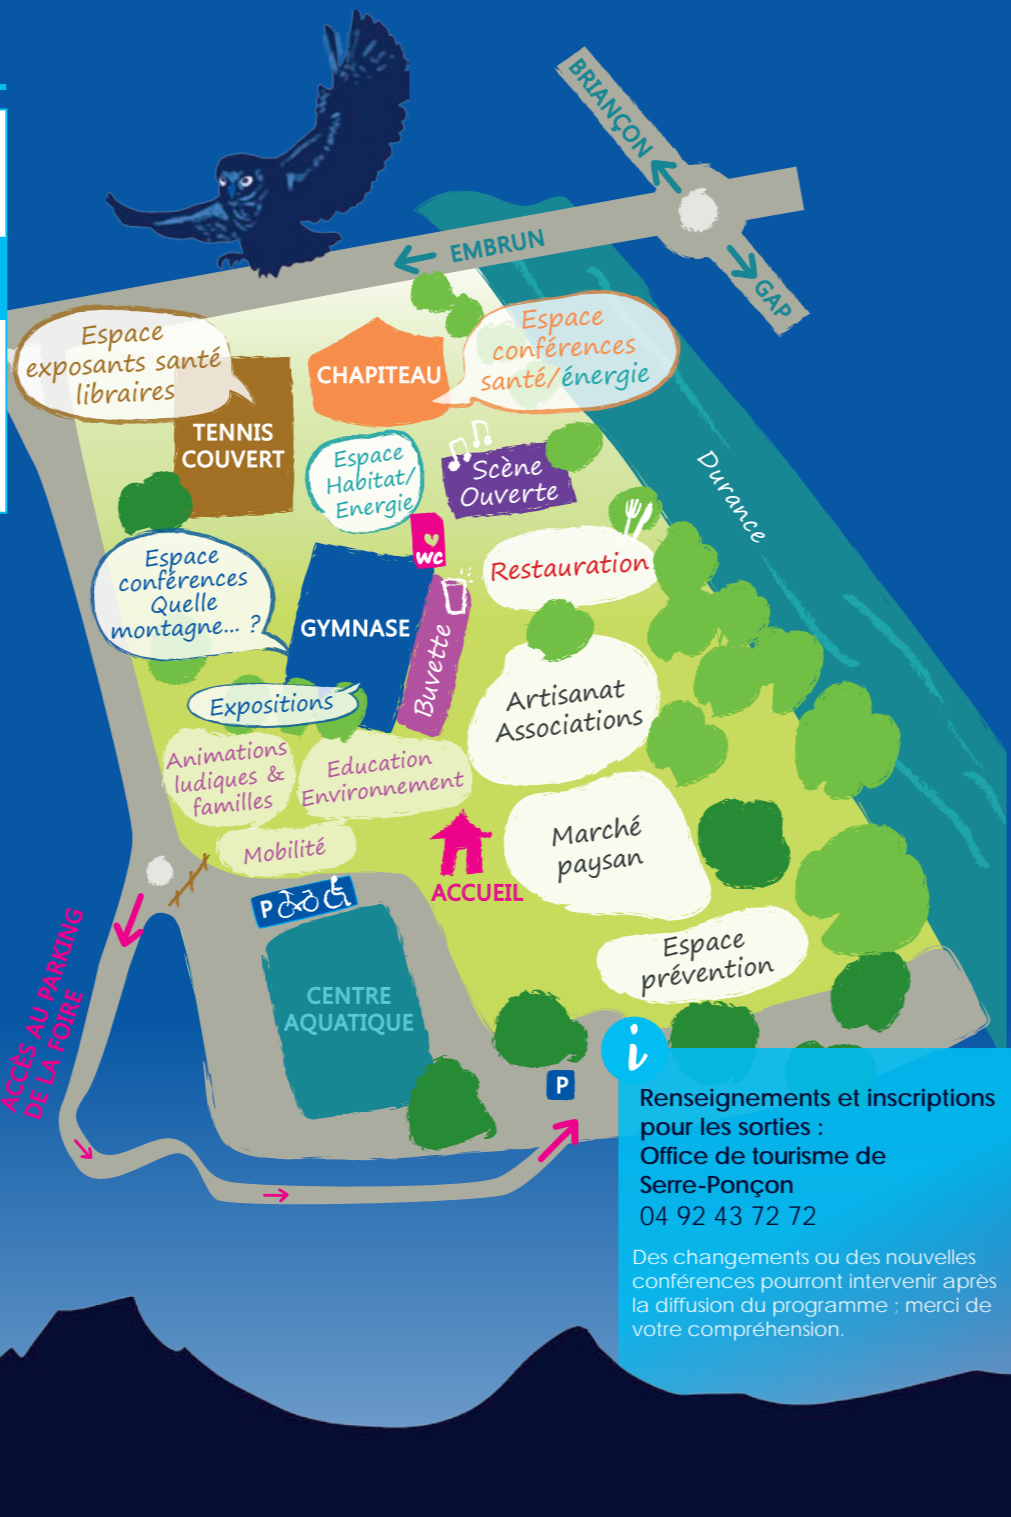 BRIANÇON
EMBRUN
GAP
Espace
exposants santé
libraires
CHAPITEAU
Espace
conférences
santé/énergie
TENNIS
COUVERT
Espace
Habitat/
Energie
Scène
Ouverte
Durance
WC
Restauration
Espace
conférences
Quelle
montagne... ?
GYMNASE
Buvette
Expositions
Artisanat
Associations
Animations
ludiques &
familles
Education
Environnement
Mobilité
Marché
paysan
ACCUEIL
P
Espace
prévention
ACCÈS AU PARKING
DE LA FOIRE
CENTRE
AQUATIQUE
P
i
Renseignements et inscriptions
pour les sorties :
Office de tourisme de
Serre-Ponçon
04 92 43 72 72
Des changements ou des nouvelles
conférences pourront intervenir après
la diffusion du programme ; merci de
votre compréhension.